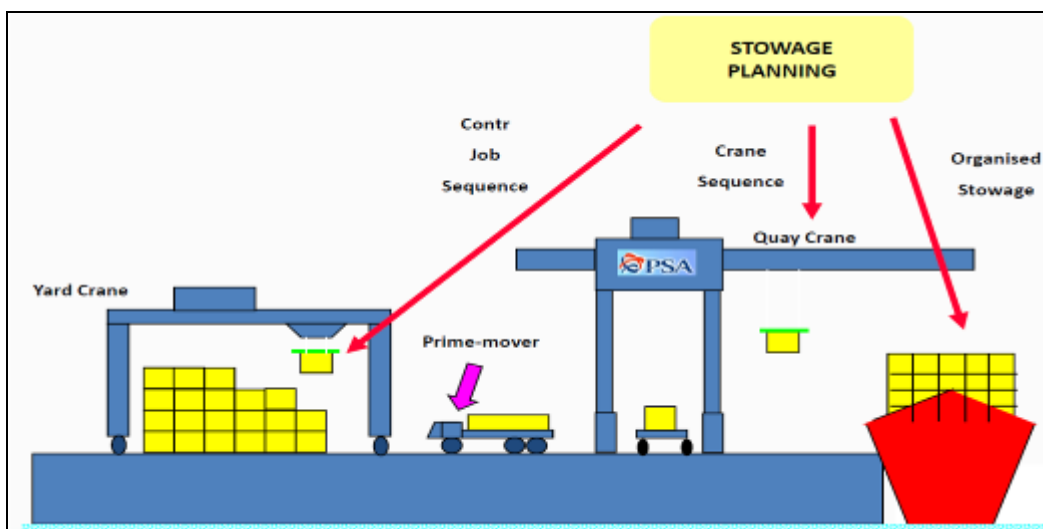 STOWAGE
PLANNING
Contr
Job
Sequence
Crane
Sequence
Organised
Stowage
Quay Crane
PSA
Yard Crane
Prime-mover